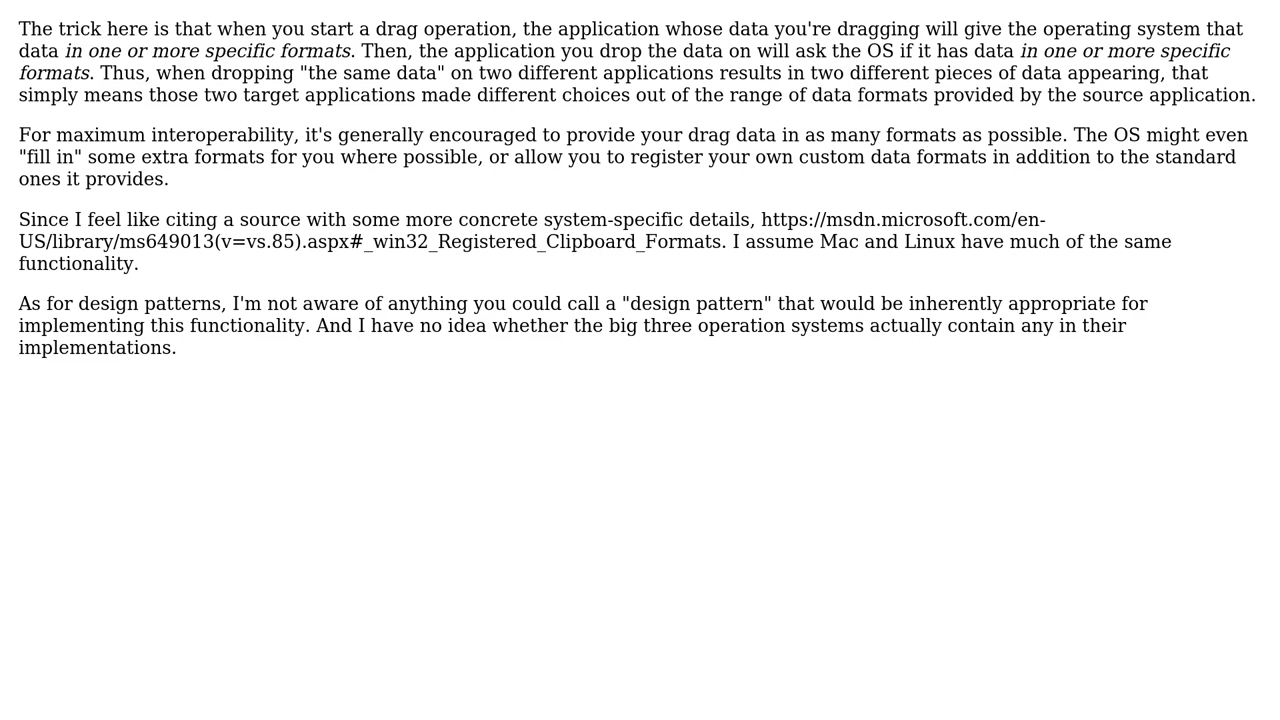 The trick here is that when you start a drag operation, the application whose data you're dragging will give the operating system that
data in one or more specific formats. Then, the application you drop the data on will ask the OS if it has data in one or more specific
formats. Thus, when dropping "the same data" on two different applications results in two different pieces of data appearing, that
simply means those two target applications made different choices out of the range of data formats provided by the source application.
For maximum interoperability, it's generally encouraged to provide your drag data in as many formats as possible. The OS might even
"fill in" some extra formats for you where possible, or allow you to register your own custom data formats in addition to the standard
ones it provides.
Since I feel like citing a source with some more concrete system-specific details, https://msdn.microsoft.com/en-
US/library/ms649013(v=vs.85).aspx#_win32_Registered_Clipboard_Formats. I assume Mac and Linux have much of the same
functionality.
As for design patterns, I'm not aware of anything you could call a "design pattern" that would be inherently appropriate for
implementing this functionality. And I have no idea whether the big three operation systems actually contain any in their
implementations.